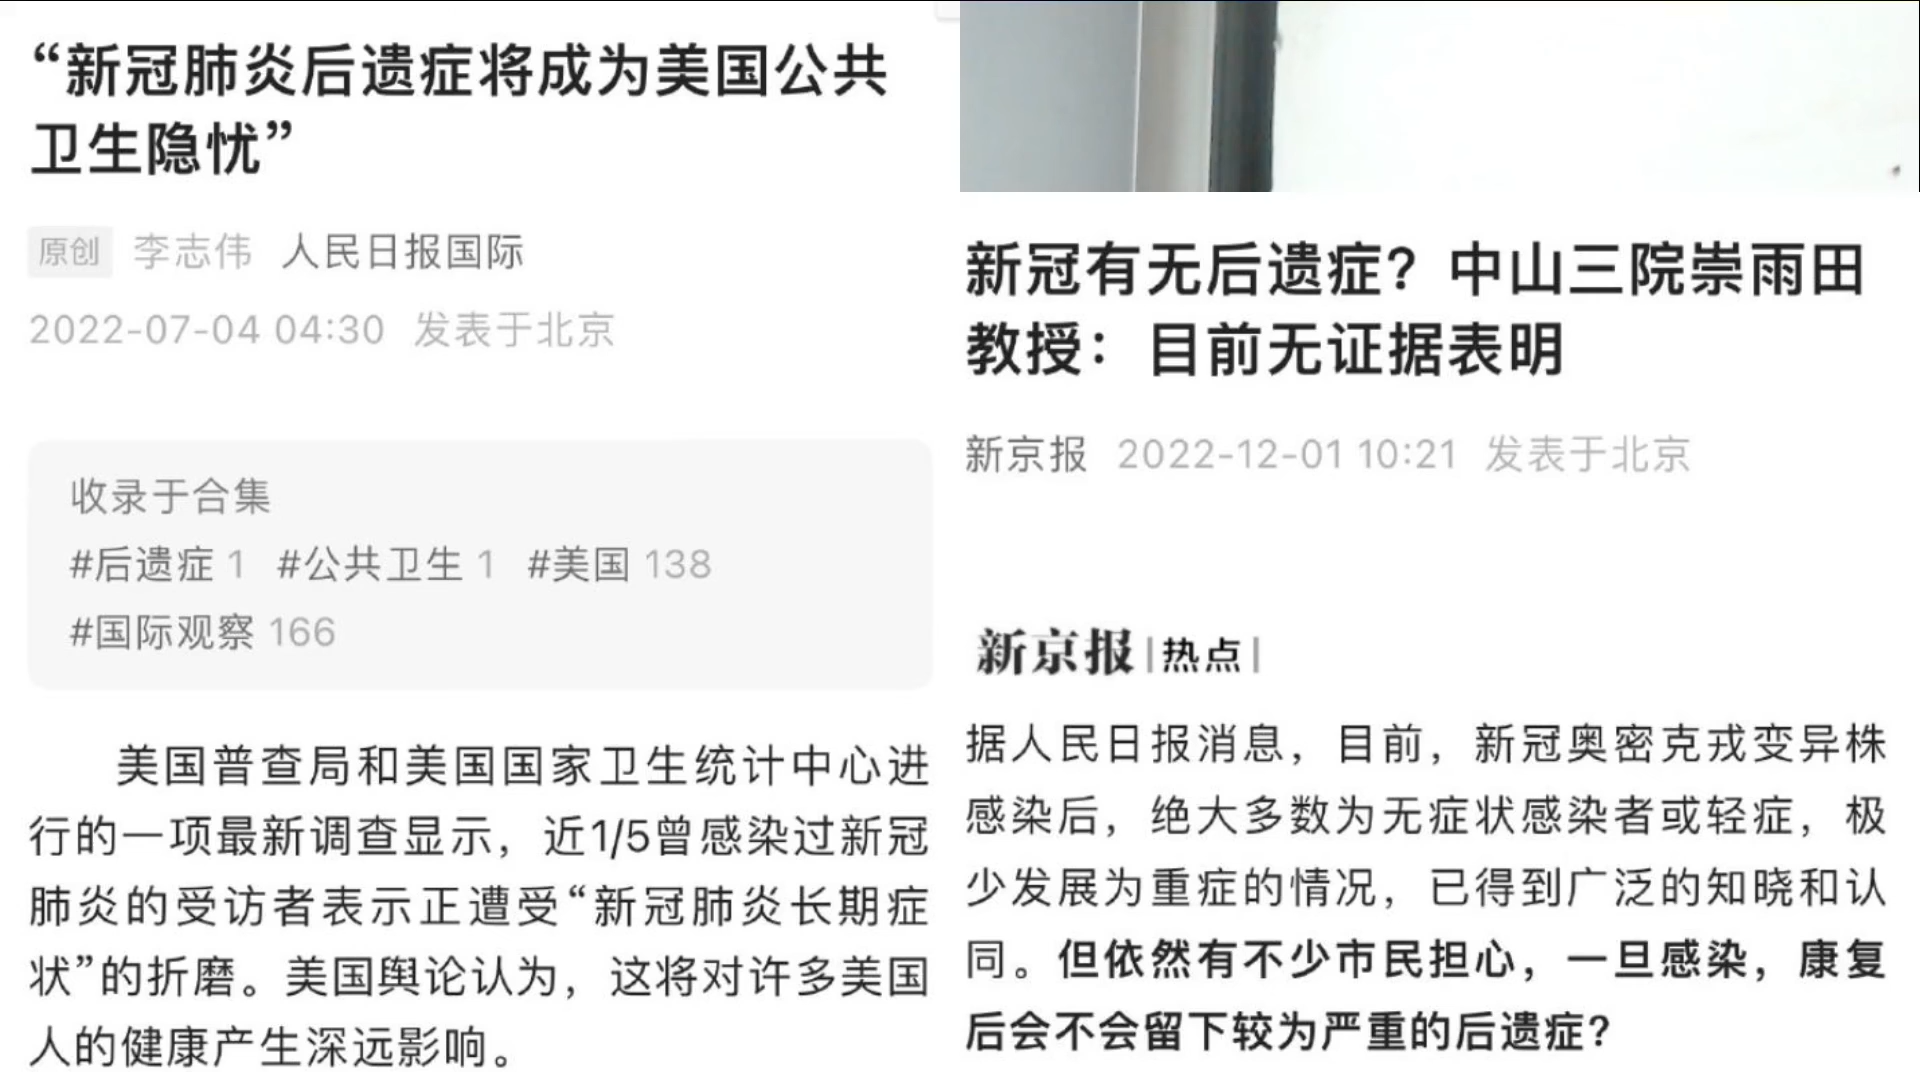 “新冠肺炎后遗症将成为美国公共
卫生隐忧”
原创 李志伟 人民日报国际
2022-07-04 04:30 发表于北京
收录于合集
#后遗症 1 #公共卫生 1 #美国 138
#国际观察 166
美国普查局和美国国家卫生统计中心进
行的一项最新调查显示，近1/5曾感染过新冠
肺炎的受访者表示正遭受“新冠肺炎长期症
状”的折磨。美国舆论认为，这将对许多美国
人的健康产生深远影响。
新冠有无后遗症？中山三院崇雨田
教授：目前无证据表明
新京报 2022-12-01 10:21 发表于北京
新京报 | 热点 |
据人民日报消息，目前，新冠奥密克戎变异株
感染后，绝大多数为无症状感染者或轻症，极
少发展为重症的情况，已得到广泛的知晓和认
同。但依然有不少市民担心，一旦感染，康复
后会不会留下较为严重的后遗症？